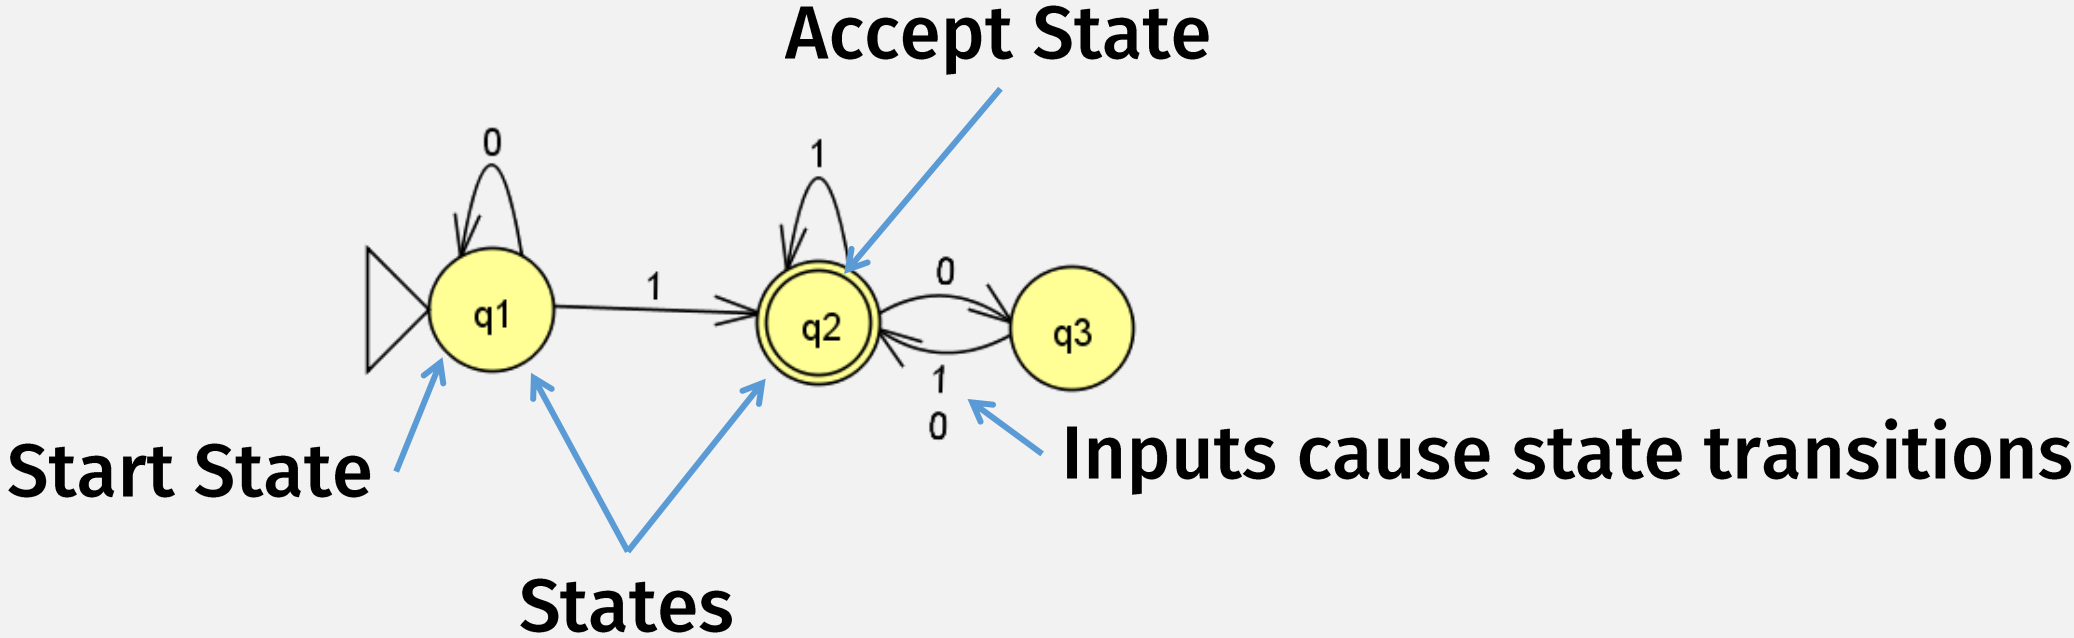 Accept State
0
1
1
0
q1
q2
q3
1
0
Start State
Inputs cause state transitions
States